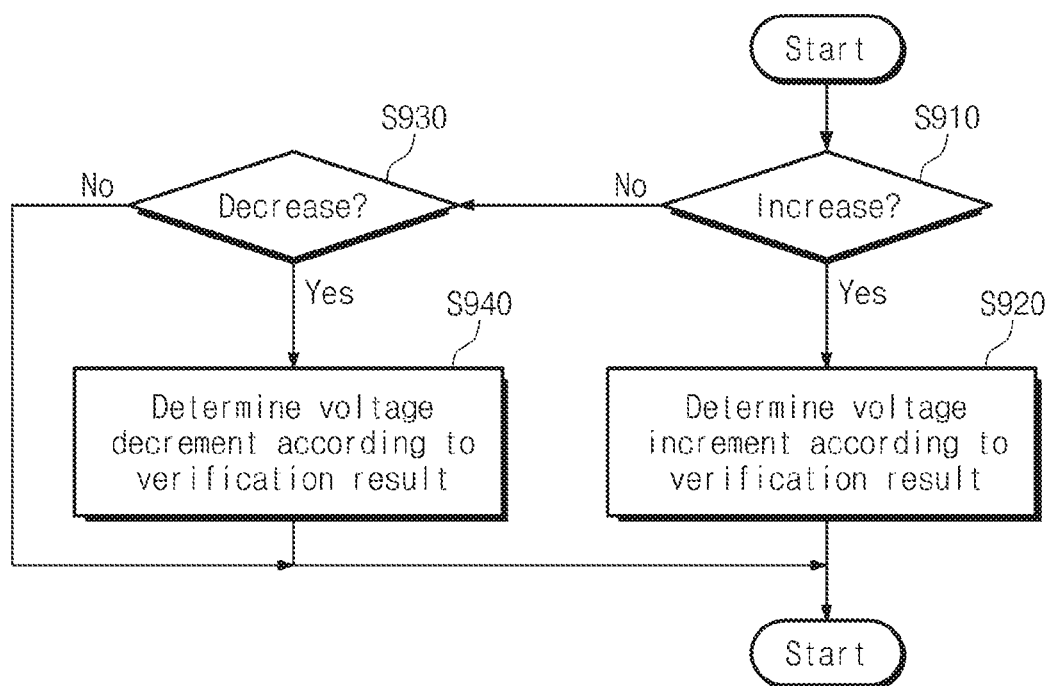 Start
S930
S910
No
Decrease?
No
Increase?
Yes
Yes
S940
S920
Determine voltage
decrement according to
verification result
Determine voltage
increment according to
verification result
Start